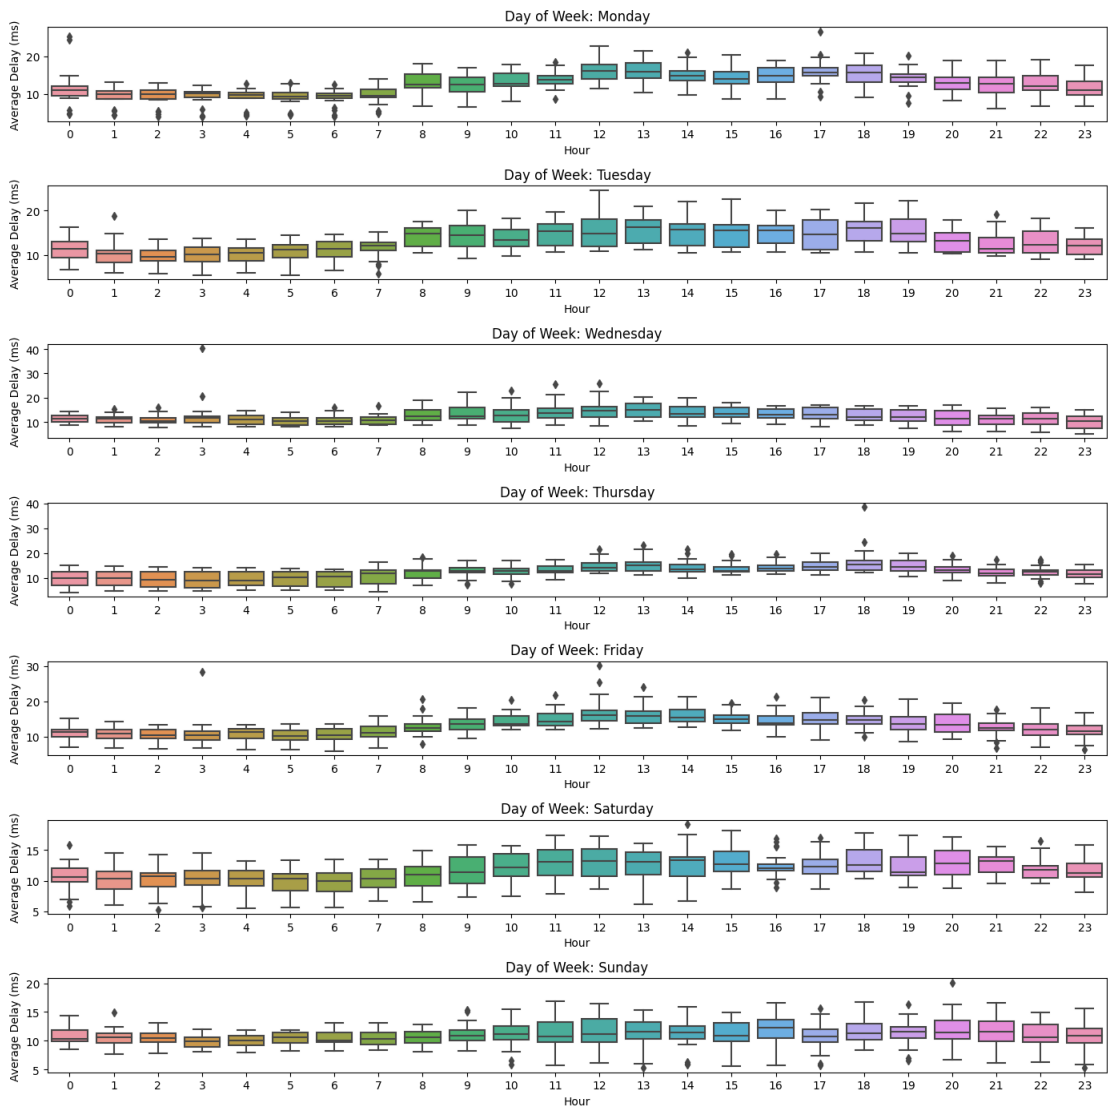 Day of Week: Monday
Average Delay (ms)
20
10
0 1 2 3 4 5 6 7 8 9 10 11 12 13 14 15 16 17 18 19 20 21 22 23
Hour
Day of Week: Tuesday
Average Delay (ms)
20
10
0 1 2 3 4 5 6 7 8 9 10 11 12 13 14 15 16 17 18 19 20 21 22 23
Hour
Day of Week: Wednesday
Average Delay (ms)
40
30
20
10
0 1 2 3 4 5 6 7 8 9 10 11 12 13 14 15 16 17 18 19 20 21 22 23
Hour
Day of Week: Thursday
Average Delay (ms)
40
30
20
10
0 1 2 3 4 5 6 7 8 9 10 11 12 13 14 15 16 17 18 19 20 21 22 23
Hour
Day of Week: Friday
Average Delay (ms)
30
20
10
0 1 2 3 4 5 6 7 8 9 10 11 12 13 14 15 16 17 18 19 20 21 22 23
Hour
Day of Week: Saturday
Average Delay (ms)
15
10
5
0 1 2 3 4 5 6 7 8 9 10 11 12 13 14 15 16 17 18 19 20 21 22 23
Hour
Day of Week: Sunday
Average Delay (ms)
20
15
10
5
0 1 2 3 4 5 6 7 8 9 10 11 12 13 14 15 16 17 18 19 20 21 22 23
Hour